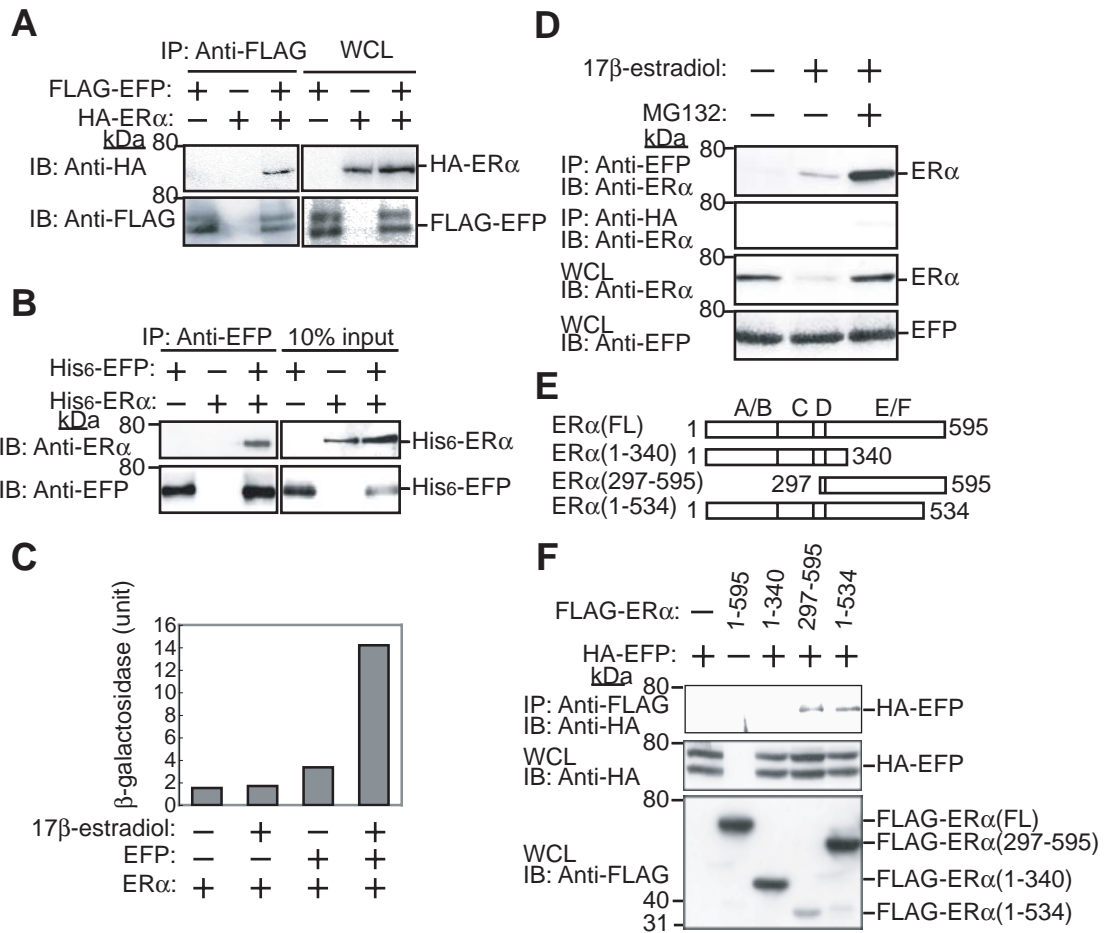 A
IP: Anti-FLAG WCL
FLAG-EFP: + − + + − +
HA-ERα: − + + − + +
kDa
80
IB: Anti-HA
HA-ERα
80
IB: Anti-FLAG
FLAG-EFP
B
IP: Anti-EFP 10% input
His6-EFP: + − + + − +
His6-ERα: − + + − + +
kDa
80
IB: Anti-ERα
His6-ERα
80
IB: Anti-EFP
His6-EFP
C
β-galactosidase (unit)
16
14
12
10
8
6
4
2
0
17β-estradiol: − + − +
EFP: − − + +
ERα: + + + +
D
17β-estradiol: − + +
MG132: +
kDa
80
IP: Anti-EFP
IB: Anti-ERα
ERα
80
IP: Anti-HA
IB: Anti-ERα
80
WCL
IB: Anti-ERα
ERα
80
WCL
IB: Anti-EFP
EFP
E
A/B C D E/F
ERα(FL) 1 595
ERα(1-340) 1 340
ERα(297-595) 297 595
ERα(1-534) 1 534
F
FLAG-ERα: − 1-595 1-340 297-595 1-534
HA-EFP: + − + + +
kDa
80
IP: Anti-FLAG
IB: Anti-HA
HA-EFP
80
WCL
IB: Anti-HA
HA-EFP
80
WCL
IB: Anti-FLAG
40
31
FLAG-ERα(FL)
FLAG-ERα(297-595)
FLAG-ERα(1-340)
FLAG-ERα(1-534)